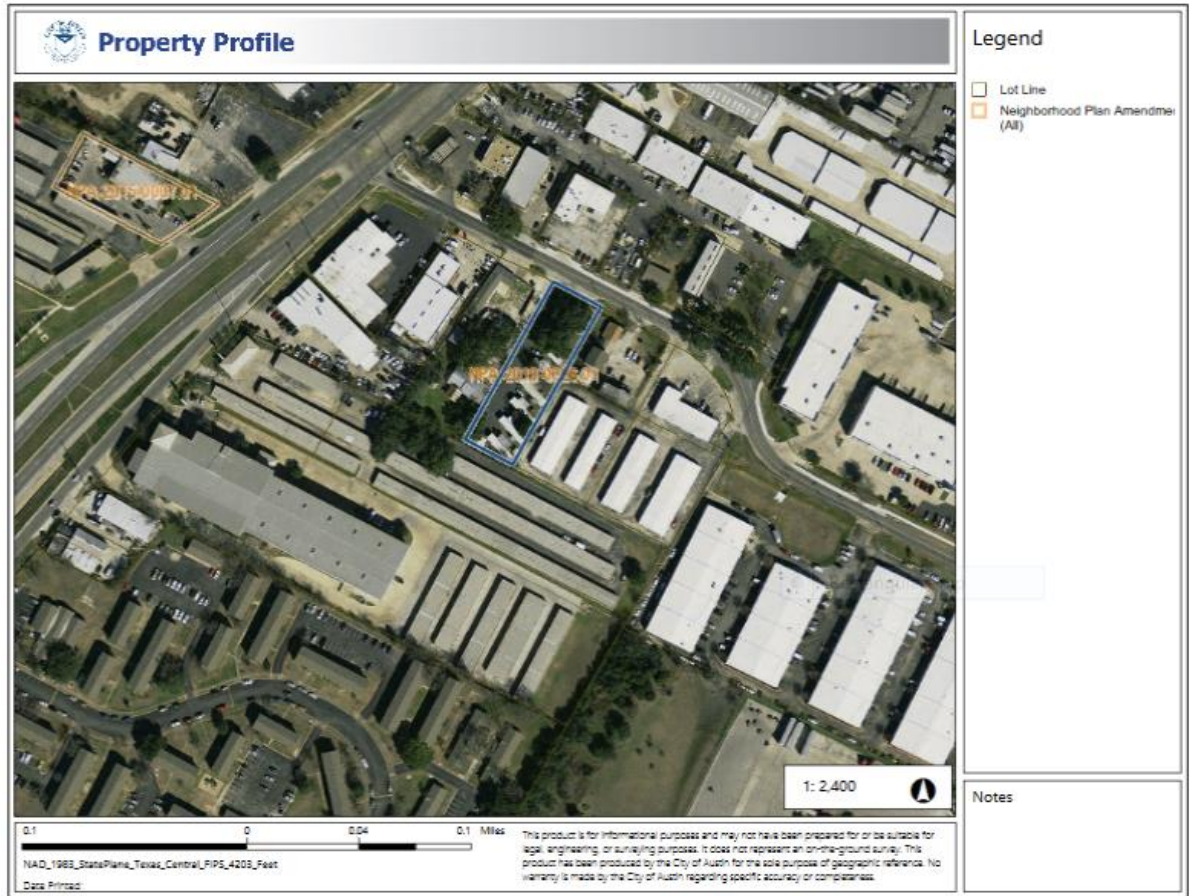 Property Profile
Legend
Lot Line
Neighborhood Plan Amendme
(All)
1: 2,400
Notes
0.1 0 0.04 0.1 Miles
NAD_1983_StatePlane_Texas_Central_FIPS_4203_Feet
Date Printed:
This product is for informational purposes and may not have been prepared for or be suitable for
legal, engineering, or surveying purposes. It does not represent an on-the-ground survey. This
product has been produced by the City of Austin for the sole purpose of geographic reference. No
warranty is made by the City of Austin regarding specific accuracy or completeness.